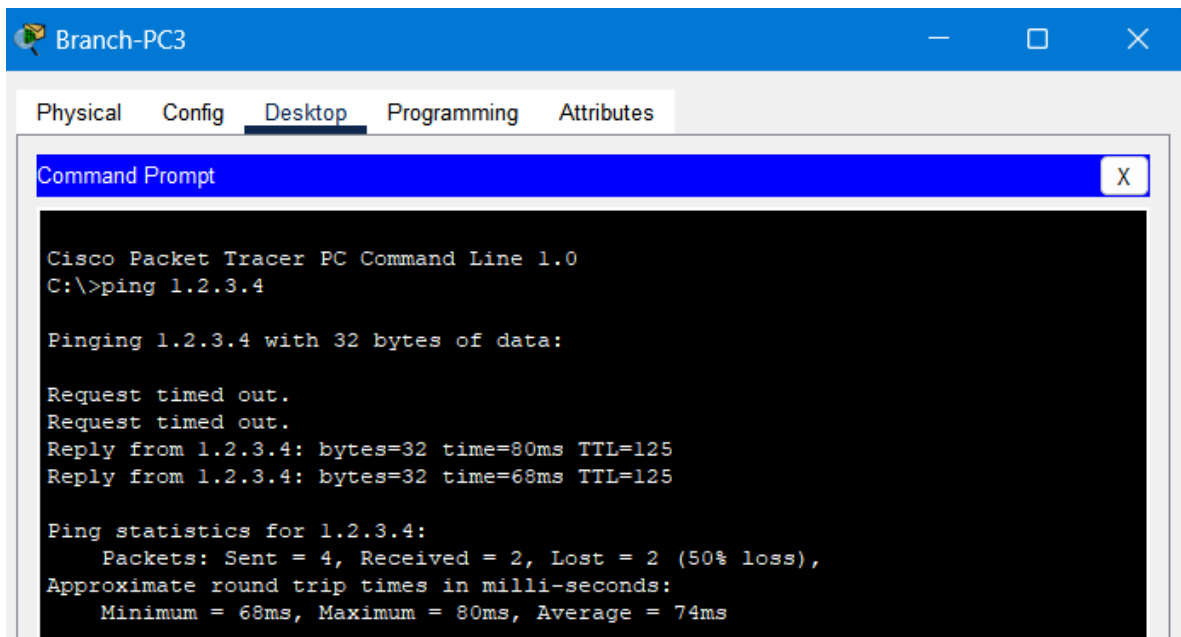 Branch-PC3
Physical Config Desktop Programming Attributes
Command Prompt X
Cisco Packet Tracer PC Command Line 1.0
C:\>ping 1.2.3.4
Pinging 1.2.3.4 with 32 bytes of data:
Request timed out.
Request timed out.
Reply from 1.2.3.4: bytes=32 time=80ms TTL=125
Reply from 1.2.3.4: bytes=32 time=68ms TTL=125
Ping statistics for 1.2.3.4:
Packets: Sent = 4, Received = 2, Lost = 2 (50% loss),
Approximate round trip times in milli-seconds:
Minimum = 68ms, Maximum = 80ms, Average = 74ms